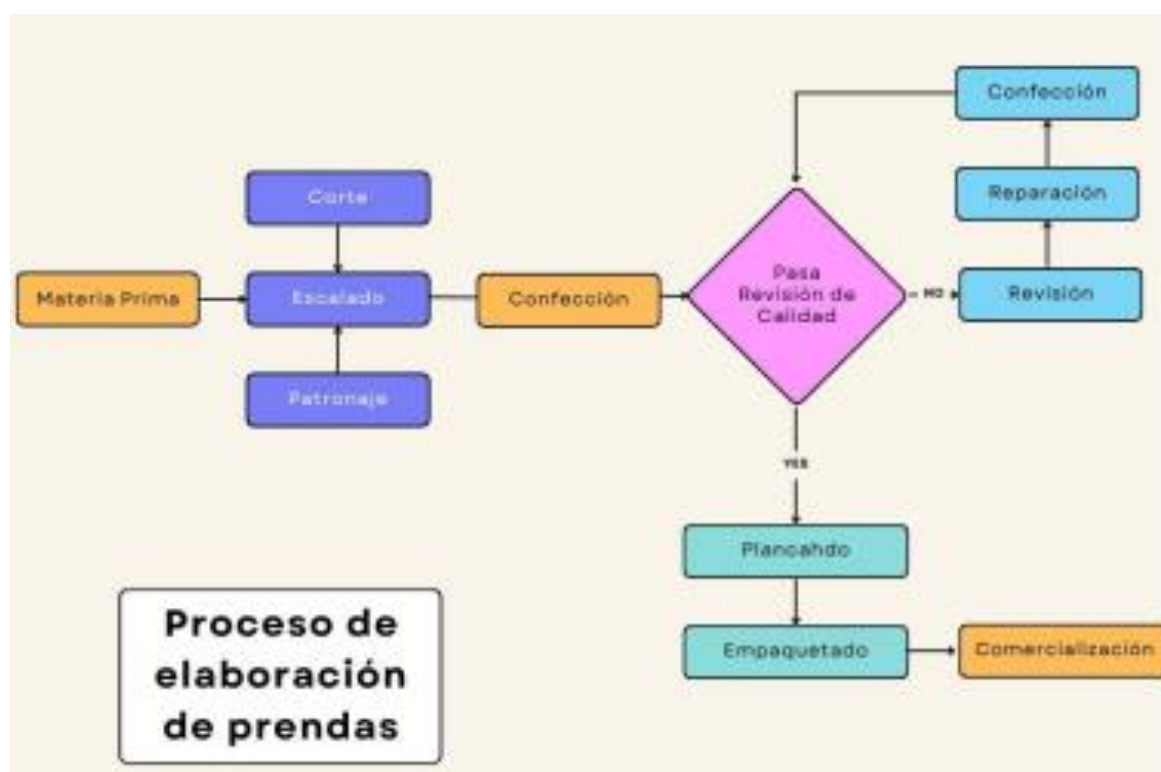 Confección
Corte
Reparación
Materia Prima
Escalado
Confección
Pasa
Revisión de
Calidad
NO
Revisión
Patronaje
YES
Plancahdo
Empaquetado
Comercialización
Proceso de
elaboración
de prendas